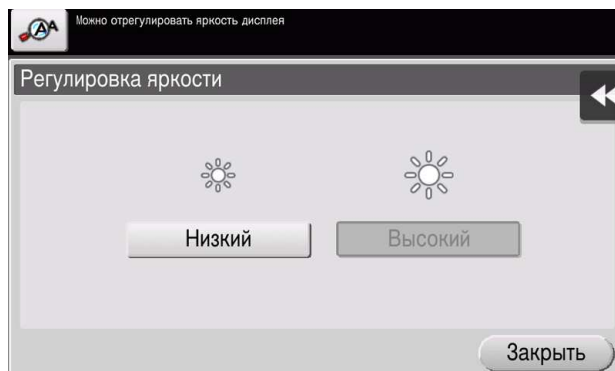 Можно отрегулировать яркость дисплея
Регулировка яркости
Низкий
Высокий
Закрыть